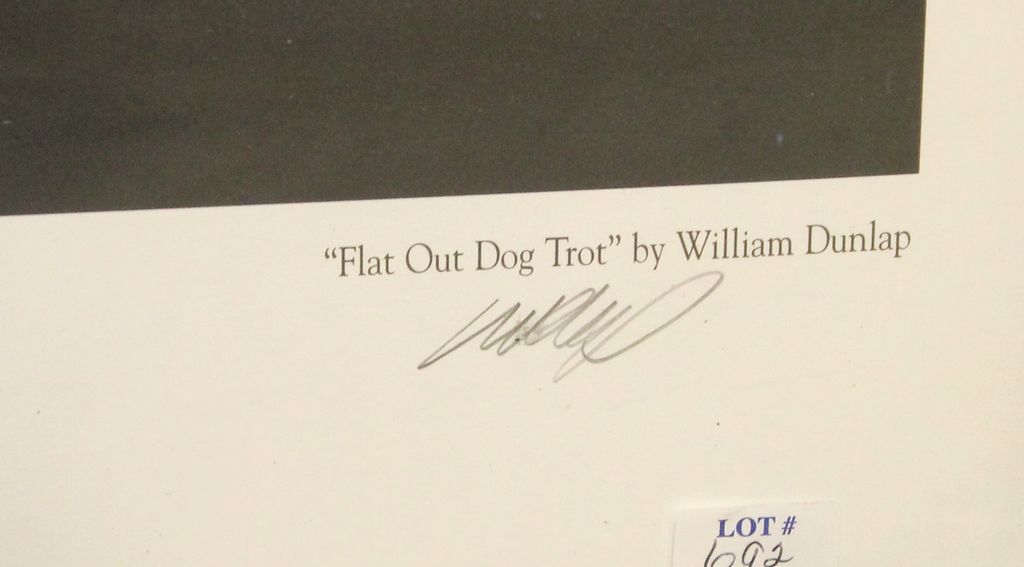 “Flat Out Dog Trot” by William Dunlap
LOT #
692